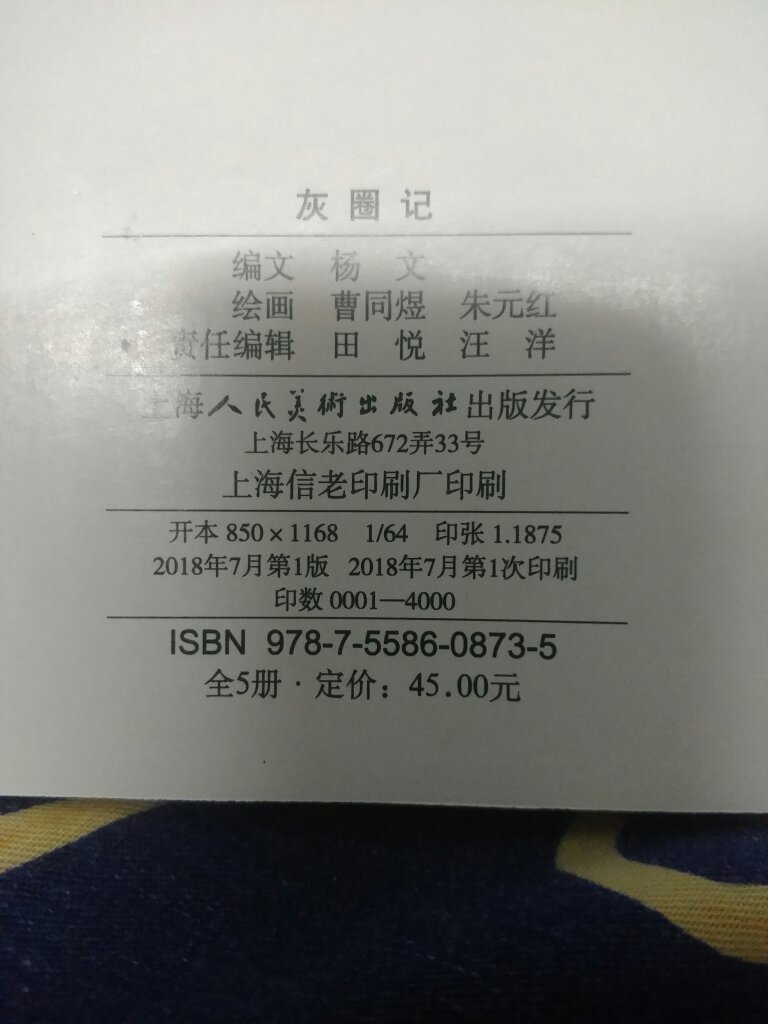 灰圈记
编文 杨文
绘画 曹同煜 朱元红
责任编辑 田悦 汪洋
上海人民美術出版社出版发行
上海长乐路672弄33号
上海信老印刷厂印刷
开本 850×1168 1/64 印张 1.1875
2018年7月第1版 2018年7月第1次印刷
印数 0001—4000
ISBN 978-7-5586-0873-5
全5册·定价：45.00元